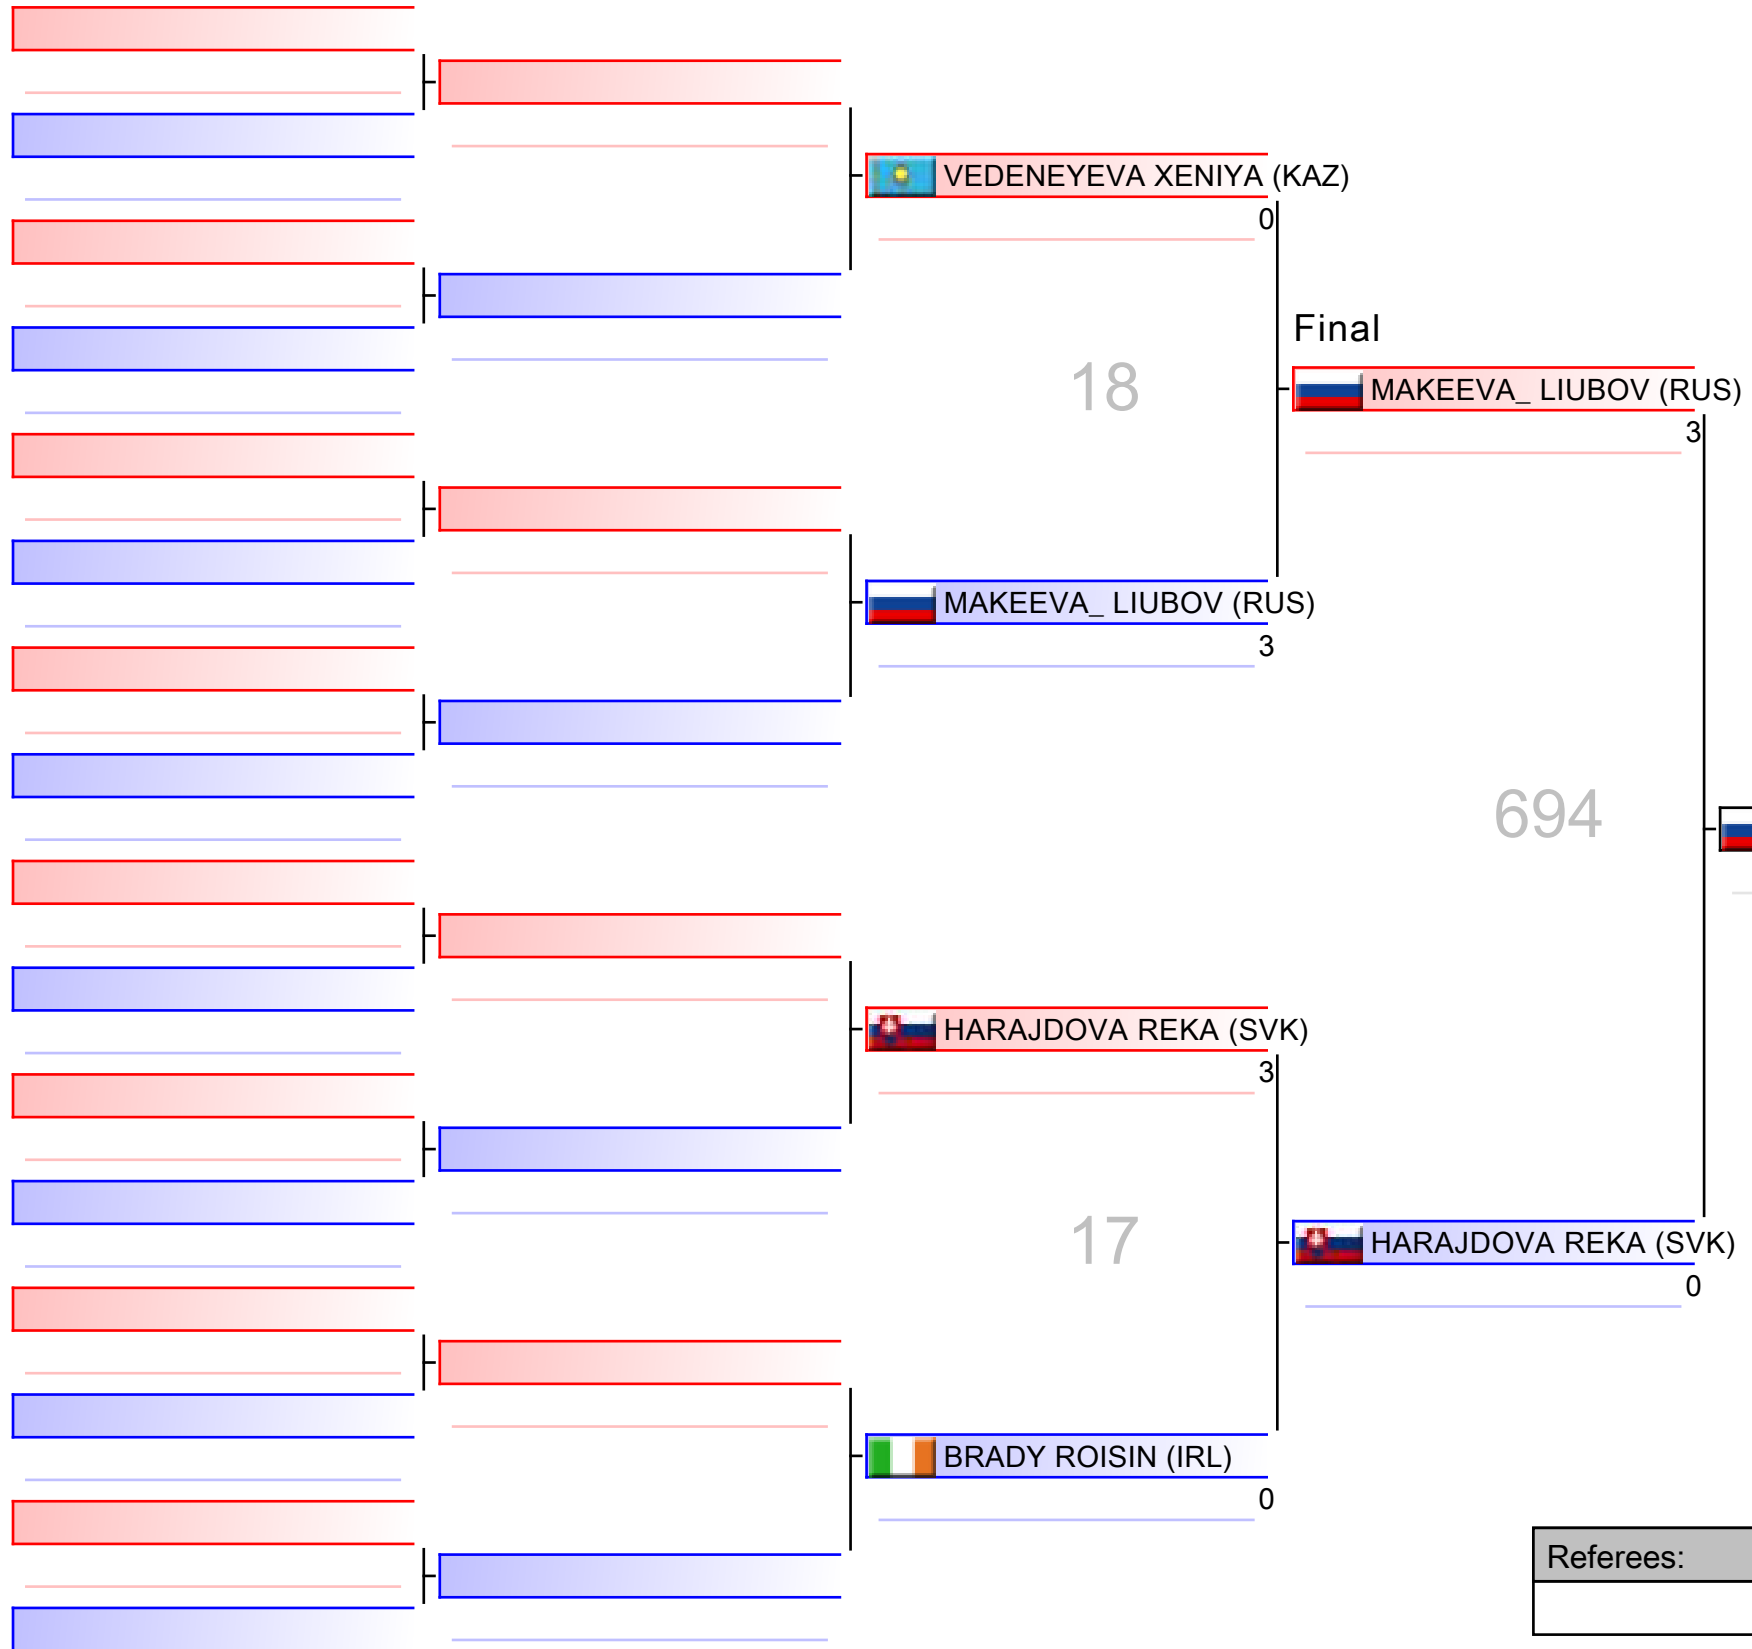 VEDENEYEVA XENIYA (KAZ)
0
18
Final
MAKEEVA_ LIUBOV (RUS)
3
MAKEEVA_ LIUBOV (RUS)
3
694
HARAJDOVA REKA (SVK)
3
17
HARAJDOVA REKA (SVK)
0
BRADY ROISIN (IRL)
0
Referees: